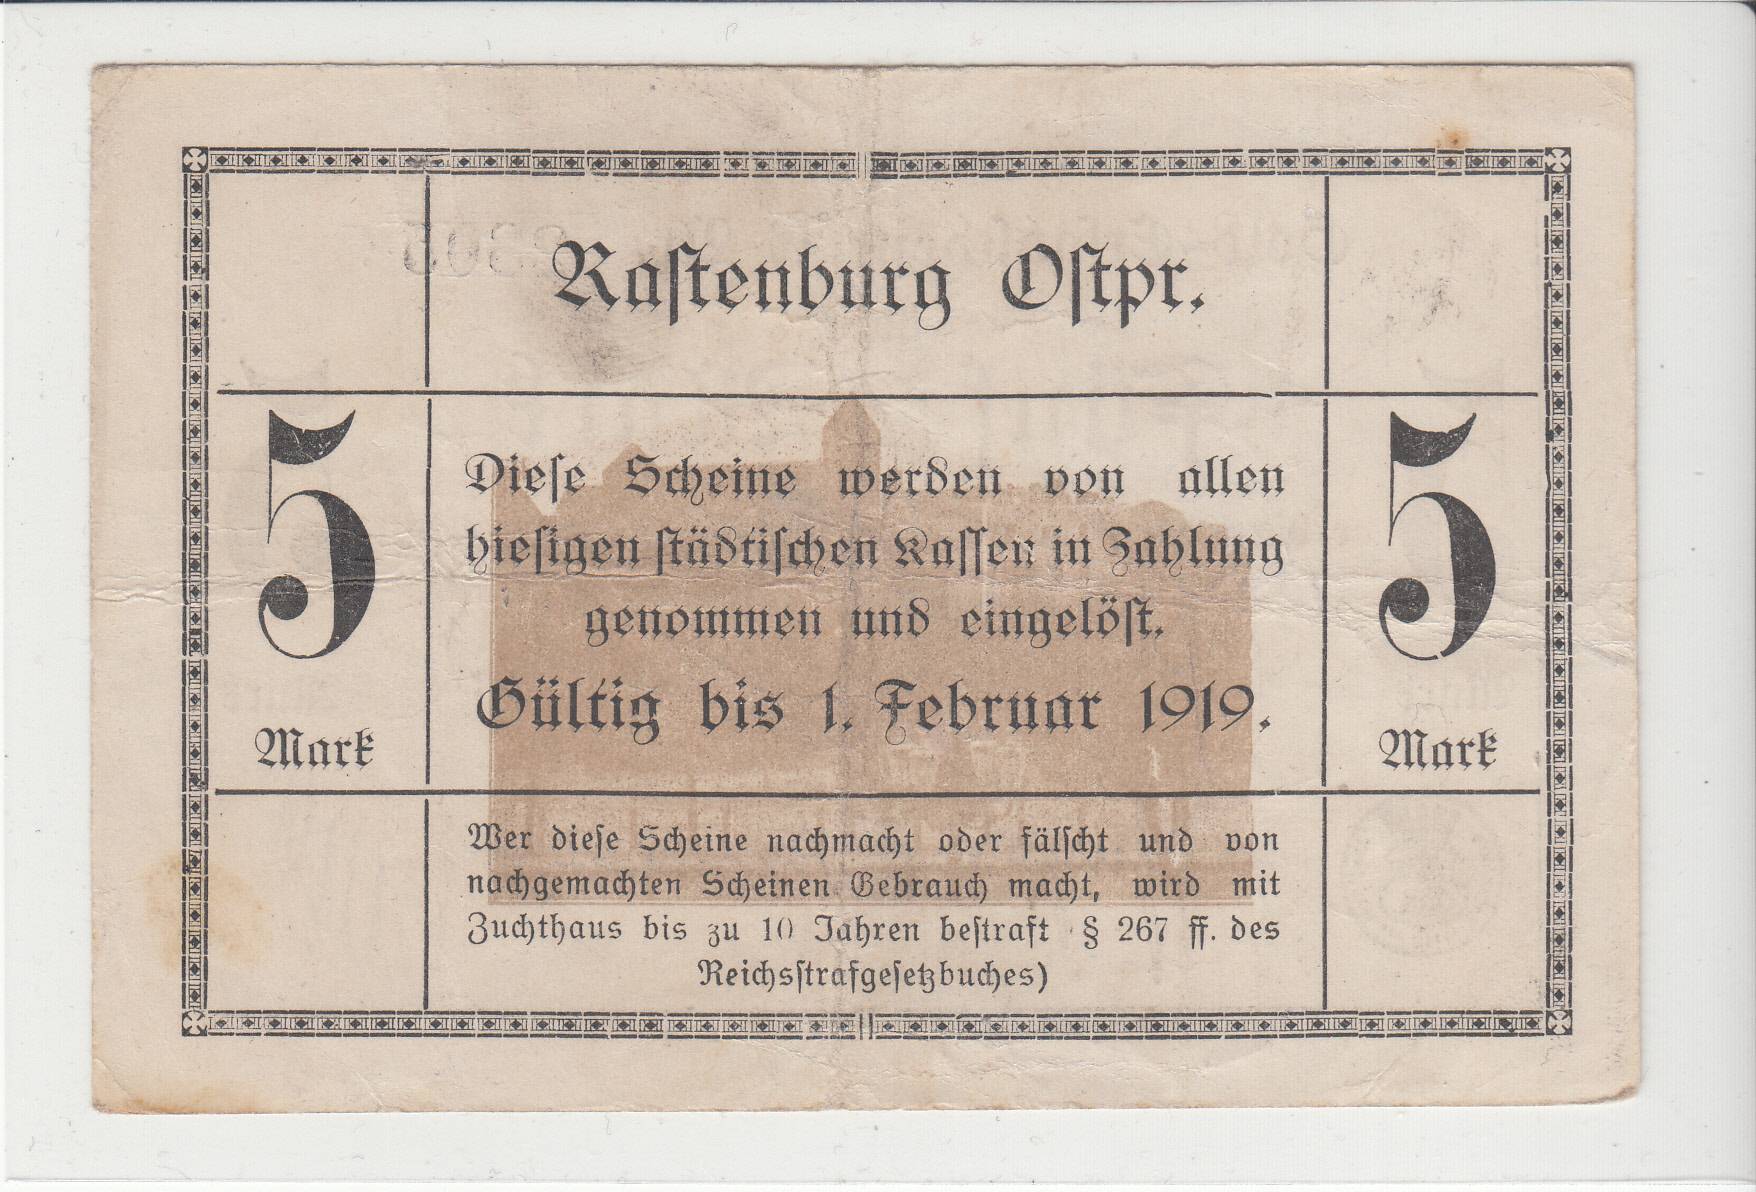 Rastenburg Ostpr.
5
Mark
Diese Scheine werden von allen
hiesigen städtischen Kassen in Zahlung
genommen und eingelöst.
Gültig bis 1. Februar 1919.
5
Mark
Wer diese Scheine nachmacht oder fälscht und von
nachgemachten Scheinen Gebrauch macht, wird mit
Zuchthaus bis zu 10 Jahren bestraft § 267 ff. des
Reichsstrafgesetzbuches)